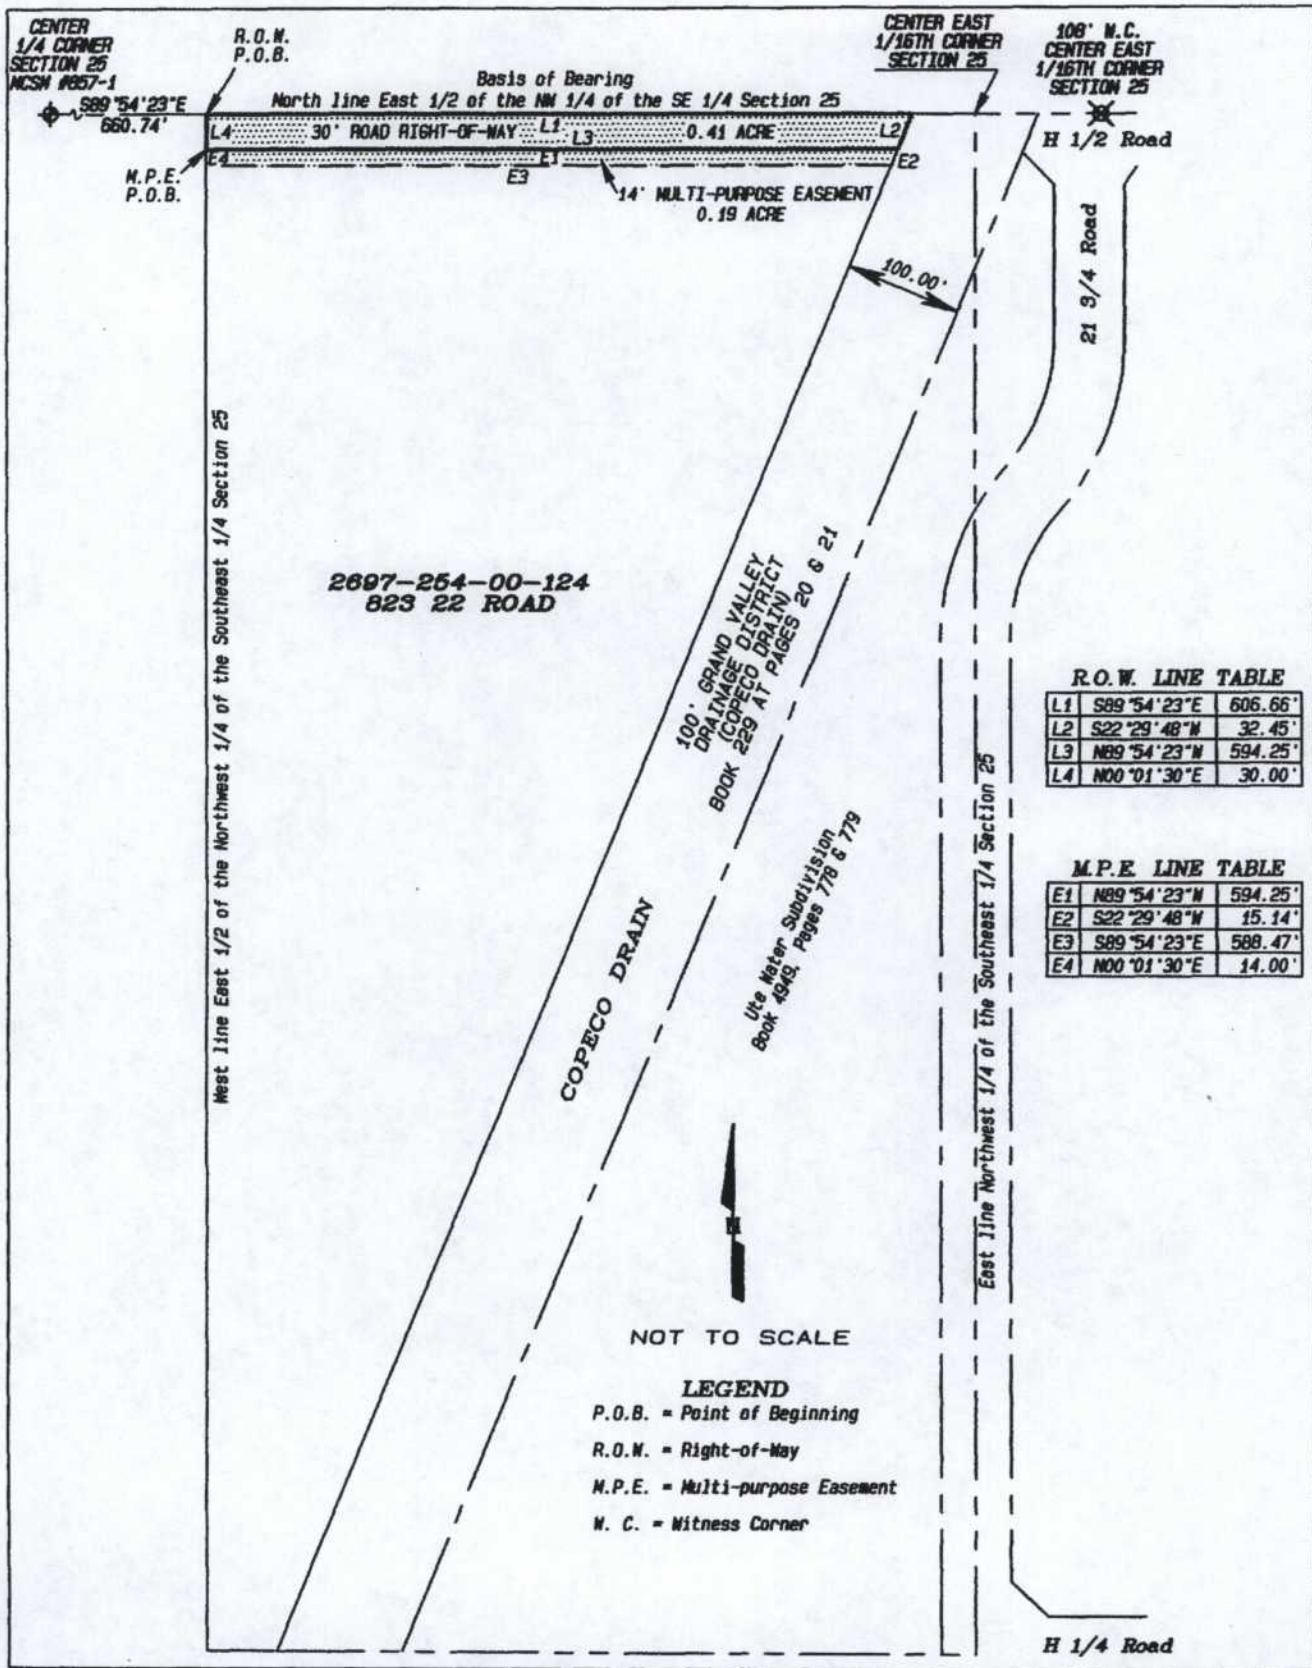 CENTER
1/4 CORNER
SECTION 25
MCSM #857-1
S89°54'23"E
660.74'
R.O.W.
P.O.B.
Basis of Bearing
North line East 1/2 of the NW 1/4 of the SE 1/4 Section 25
CENTER EAST
1/16TH CORNER
SECTION 25
108' W.C.
CENTER EAST
1/16TH CORNER
SECTION 25
H 1/2 Road
L4
30' ROAD RIGHT-OF-WAY
L1
L3
0.41 ACRE
L2
E4
E1
E2
E3
M.P.E.
P.O.B.
14' MULTI-PURPOSE EASEMENT
0.19 ACRE
100.00'
21 3/4 Road
West line East 1/2 of the Northwest 1/4 of the Southeast 1/4 Section 25
2697-254-00-124
823 22 ROAD
100' GRAND VALLEY
DRAINAGE DISTRICT
(COPECO DRAIN)
BOOK 229 AT PAGES 20 & 21
COPECO DRAIN
Ute Water Subdivision
Book 4949, Pages 778 & 779
East line Northwest 1/4 of the Southeast 1/4 Section 25
R.O.W. LINE TABLE
L1 S89°54'23"E 606.66'
L2 S22°29'48"W 32.45'
L3 N89°54'23"W 594.25'
L4 N00°01'30"E 30.00'
M.P.E. LINE TABLE
E1 N89°54'23"W 594.25'
E2 S22°29'48"W 15.14'
E3 S89°54'23"E 588.47'
E4 N00°01'30"E 14.00'
N
NOT TO SCALE
LEGEND
P.O.B. = Point of Beginning
R.O.W. = Right-of-Way
M.P.E. = Multi-purpose Easement
W. C. = Witness Corner
H 1/4 Road